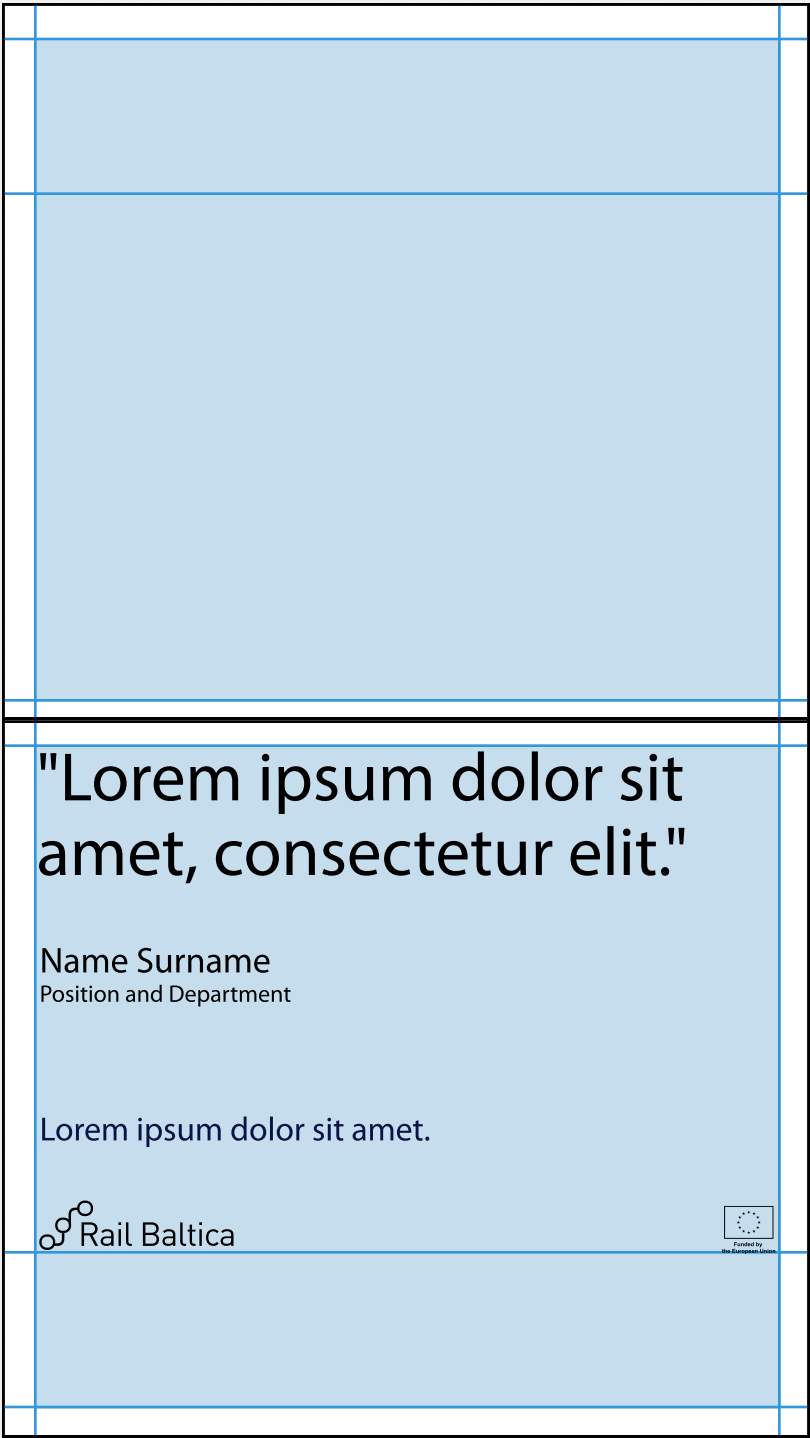 "Lorem ipsum dolor sit
amet, consectetur elit."
Name Surname
Position and Department
Lorem ipsum dolor sit amet.
Rail Baltica
Funded by
the European Union